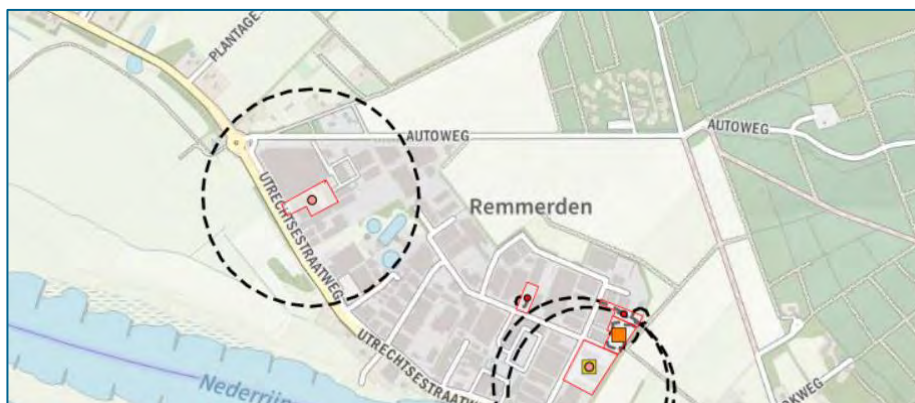 PLANTAGE
AUTOWEG
AUTOWEG
UTRECHTSESTRAATWEG
Remmerden
UTRECHTSESTRAATWEG
Nederrijn